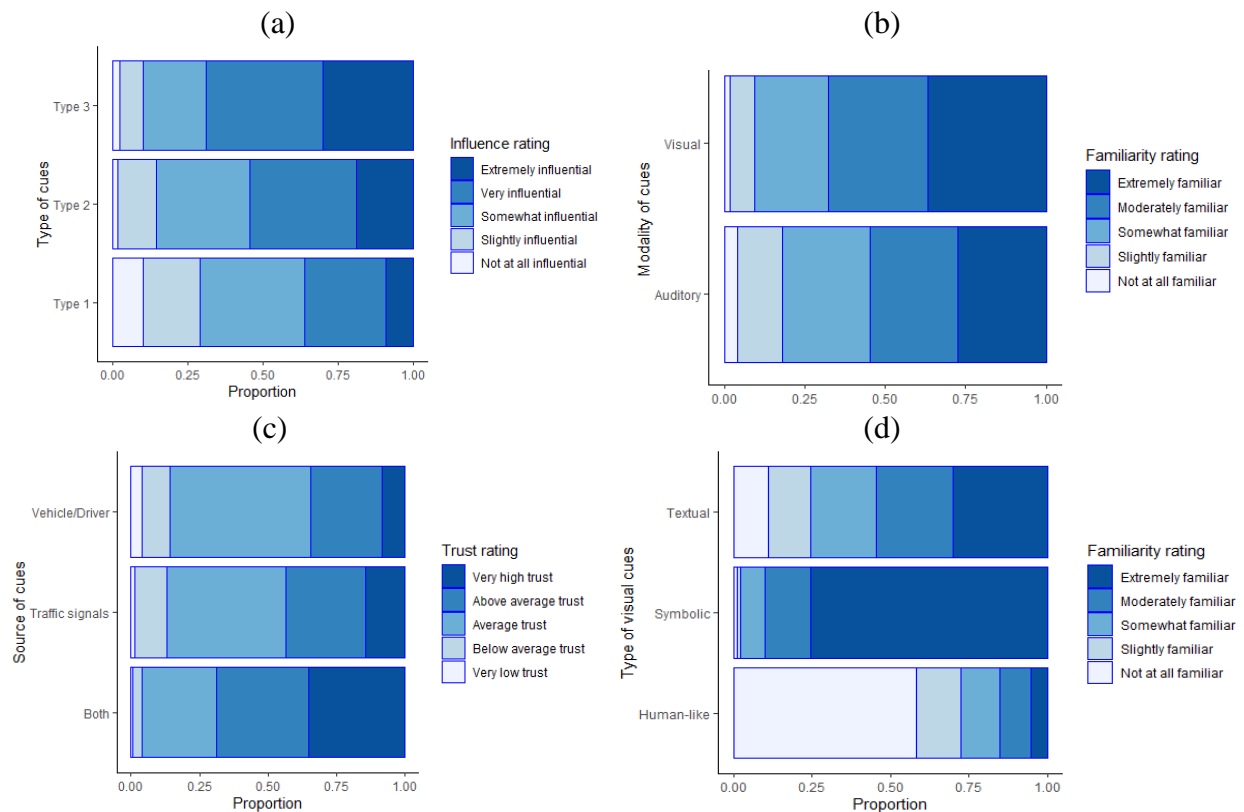 (a)
Type of cues
Type 3
Type 2
Type 1
0.00 0.25 0.50 0.75 1.00
Proportion
Influence rating
Extremely influential
Very influential
Somewhat influential
Slightly influential
Not at all influential
(b)
Modality of cues
Visual
Auditory
0.00 0.25 0.50 0.75 1.00
Familiarity rating
Extremely familiar
Moderately familiar
Somewhat familiar
Slightly familiar
Not at all familiar
(c)
Source of cues
Vehicle/Driver
Traffic signals
Both
0.00 0.25 0.50 0.75 1.00
Proportion
Trust rating
Very high trust
Above average trust
Average trust
Below average trust
Very low trust
(d)
Type of visual cues
Textual
Symbolic
Human-like
0.00 0.25 0.50 0.75 1.00
Proportion
Familiarity rating
Extremely familiar
Moderately familiar
Somewhat familiar
Slightly familiar
Not at all familiar